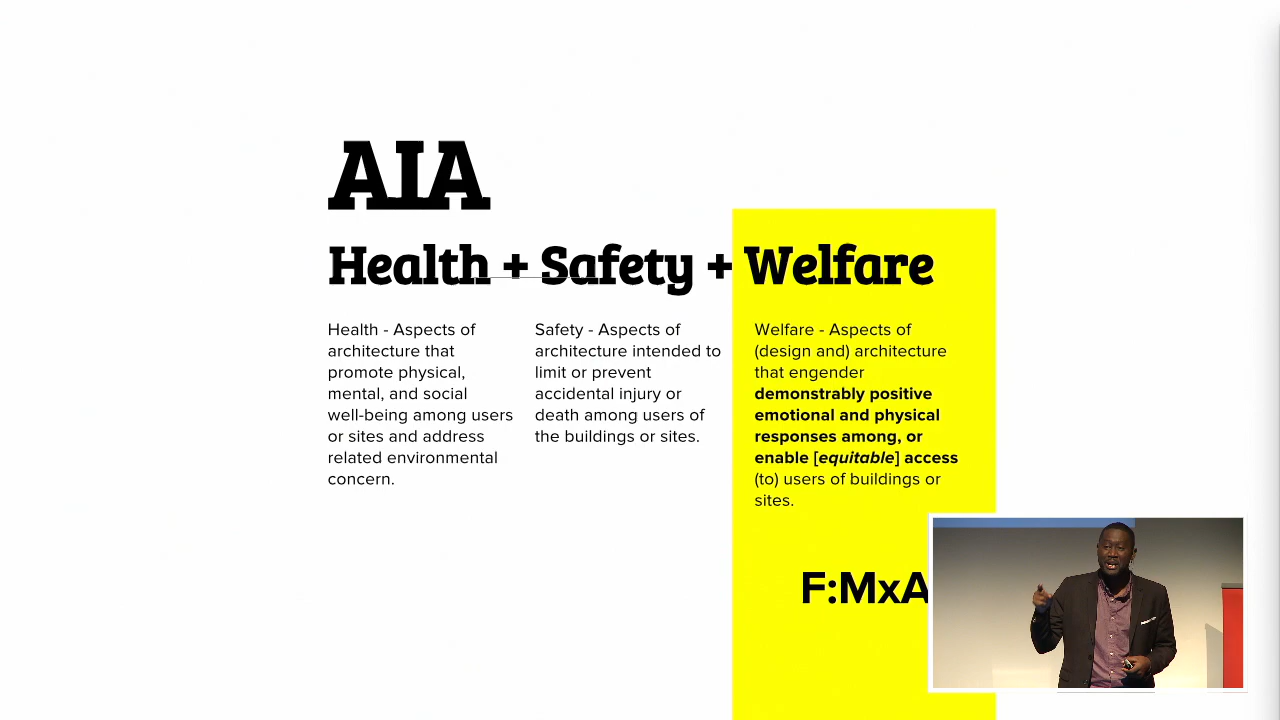 AIA
Health + Safety + Welfare
Health - Aspects of
architecture that
promote physical,
mental, and social
well-being among users
or sites and address
related environmental
concern.
Safety - Aspects of
architecture intended to
limit or prevent
accidental injury or
death among users of
the buildings or sites.
Welfare - Aspects of
(design and) architecture
that engender
demonstrably positive
emotional and physical
responses among, or
enable [equitable] access
(to) users of buildings or
sites.
F:MxA